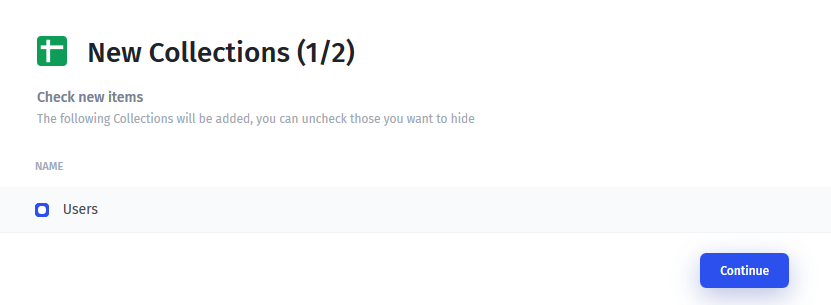 New Collections (1/2)
Check new items
The following Collections will be added, you can uncheck those you want to hide
NAME
Users
Continue